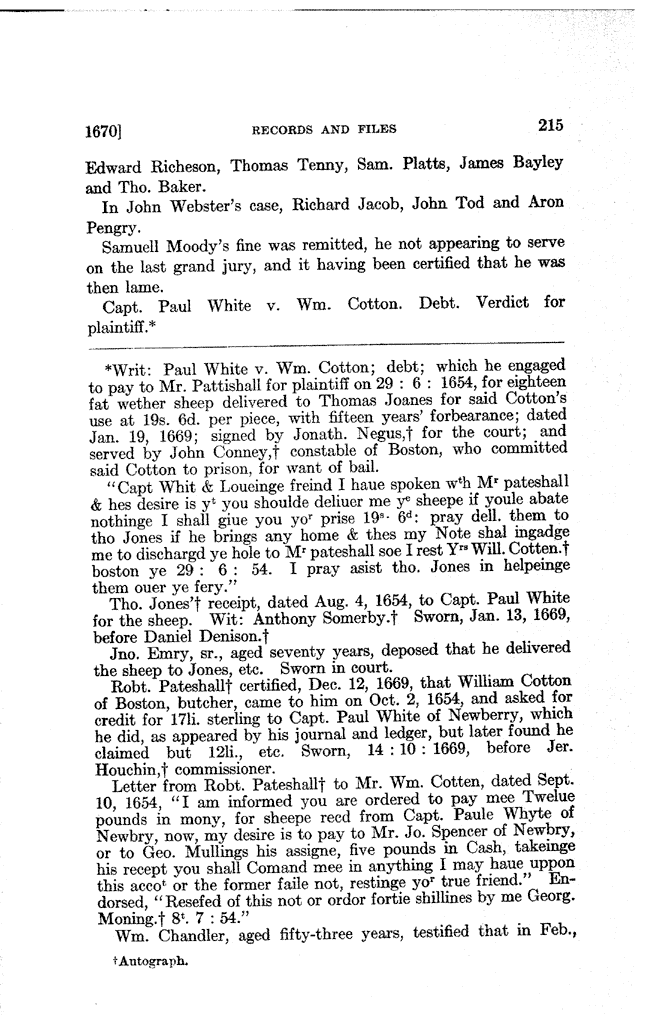 1670] RECORDS AND FILES 215
Edward Richeson, Thomas Tenny, Sam. Platts, James Bayley
and Tho. Baker.
In John Webster's case, Richard Jacob, John Tod and Aron
Pengry.
Samuell Moody's fine was remitted, he not appearing to serve
on the last grand jury, and it having been certified that he was
then lame.
Capt. Paul White v. Wm. Cotton. Debt. Verdict for
plaintiff.*
*Writ: Paul White v. Wm. Cotton; debt; which he engaged
to pay to Mr. Pattishall for plaintiff on 29 : 6 : 1654, for eighteen
fat wether sheep delivered to Thomas Joanes for said Cotton's
use at 19s. 6d. per piece, with fifteen years' forbearance; dated
Jan. 19, 1669; signed by Jonath. Negus,† for the court; and
served by John Conney,† constable of Boston, who committed
said Cotton to prison, for want of bail.
"Capt Whit & Loueinge freind I haue spoken wth Mr pateshall
& hes desire is yt you shoulde deliuer me ye sheepe if youle abate
nothinge I shall giue you yor prise 19s. 6d: pray dell. them to
tho Jones if he brings any home & thes my Note shal ingadge
me to dischargd ye hole to Mr pateshall soe I rest Yrs Will. Cotten.†
boston ye 29 : 6 : 54. I pray asist tho. Jones in helpeinge
them ouer ye fery."
Tho. Jones'† receipt, dated Aug. 4, 1654, to Capt. Paul White
for the sheep. Wit: Anthony Somerby.† Sworn, Jan. 13, 1669,
before Daniel Denison.†
Jno. Emry, sr., aged seventy years, deposed that he delivered
the sheep to Jones, etc. Sworn in court.
Robt. Pateshall† certified, Dec. 12, 1669, that William Cotton
of Boston, butcher, came to him on Oct. 2, 1654, and asked for
credit for 17li. sterling to Capt. Paul White of Newberry, which
he did, as appeared by his journal and ledger, but later found he
claimed but 12li., etc. Sworn, 14 : 10 : 1669, before Jer.
Houchin,† commissioner.
Letter from Robt. Pateshall† to Mr. Wm. Cotten, dated Sept.
10, 1654, "I am informed you are ordered to pay mee Twelue
pounds in mony, for sheepe recd from Capt. Paule Whyte of
Newbry, now, my desire is to pay to Mr. Jo. Spencer of Newbry,
or to Geo. Mullings his assigne, five pounds in Cash, takeinge
his recept you shall Comand mee in anything I may haue uppon
this accot or the former faile not, restinge yor true friend." En-
dorsed, "Resefed of this not or ordor fortie shillines by me Georg.
Moning.† 8t. 7 : 54."
Wm. Chandler, aged fifty-three years, testified that in Feb.,
†Autograph.